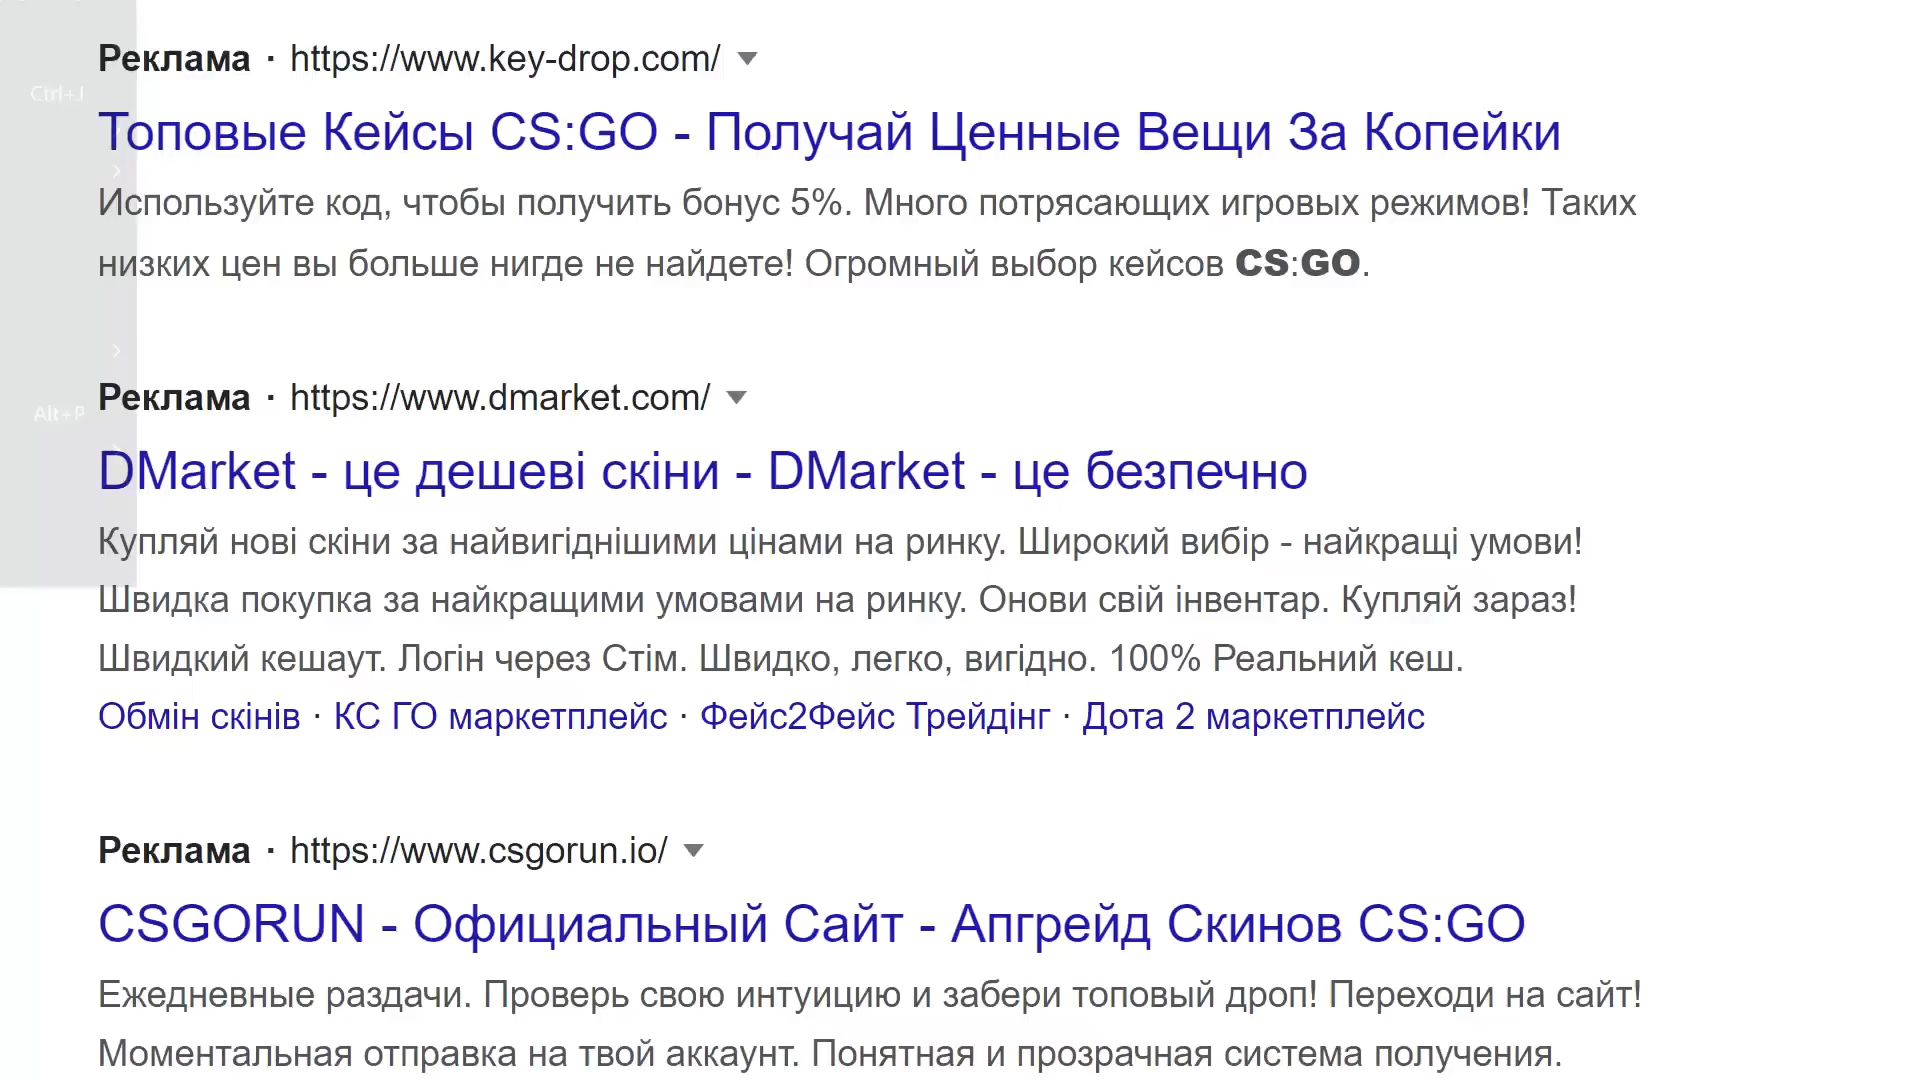 Реклама · https://www.key-drop.com/
Ctrl+J
Топовые Кейсы CS:GO - Получай Ценные Вещи За Копейки
Используйте код, чтобы получить бонус 5%. Много потрясающих игровых режимов! Таких
низких цен вы больше нигде не найдете! Огромный выбор кейсов CS:GO.
Реклама · https://www.dmarket.com/
Alt+P
DMarket - це дешеві скіни - DMarket - це безпечно
Купляй нові скіни за найвигіднішими цінами на ринку. Широкий вибір - найкращі умови!
Швидка покупка за найкращими умовами на ринку. Онови свій інвентар. Купляй зараз!
Швидкий кешаут. Логін через Стім. Швидко, легко, вигідно. 100% Реальний кеш.
Обмін скінів · КС ГО маркетплейс · Фейс2Фейс Трейдінг · Дота 2 маркетплейс
Реклама · https://www.csgorun.io/
CSGORUN - Официальный Сайт - Апгрейд Скинов CS:GO
Ежедневные раздачи. Проверь свою интуицию и забери топовый дроп! Переходи на сайт!
Моментальная отправка на твой аккаунт. Понятная и прозрачная система получения.